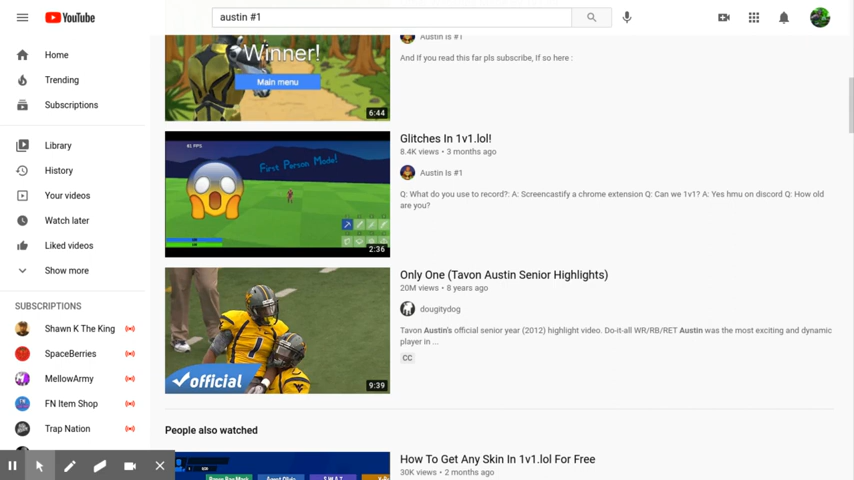 YouTube
austin #1
Home
Trending
Subscriptions
Library
History
Your videos
Watch later
Liked videos
Show more
SUBSCRIPTIONS
Shawn K The King
SpaceBerries
MellowArmy
FN Item Shop
Trap Nation
Winner!
Main menu
6:44
Austin Is #1
And If you read this far pls subscribe, If so here :
First Person Mode!
2:36
Glitches In 1v1.lol!
8.4K views • 3 months ago
Austin Is #1
Q: What do you use to record?: A: Screencastify a chrome extension Q: Can we 1v1? A: Yes hmu on discord Q: How old
are you?
1
official
9:39
Only One (Tavon Austin Senior Highlights)
20M views • 8 years ago
dougitydog
Tavon Austin's official senior year (2012) highlight video. Do-it-all WR/RB/RET Austin was the most exciting and dynamic
player in ...
CC
People also watched
How To Get Any Skin In 1v1.lol For Free
30K views • 2 months ago